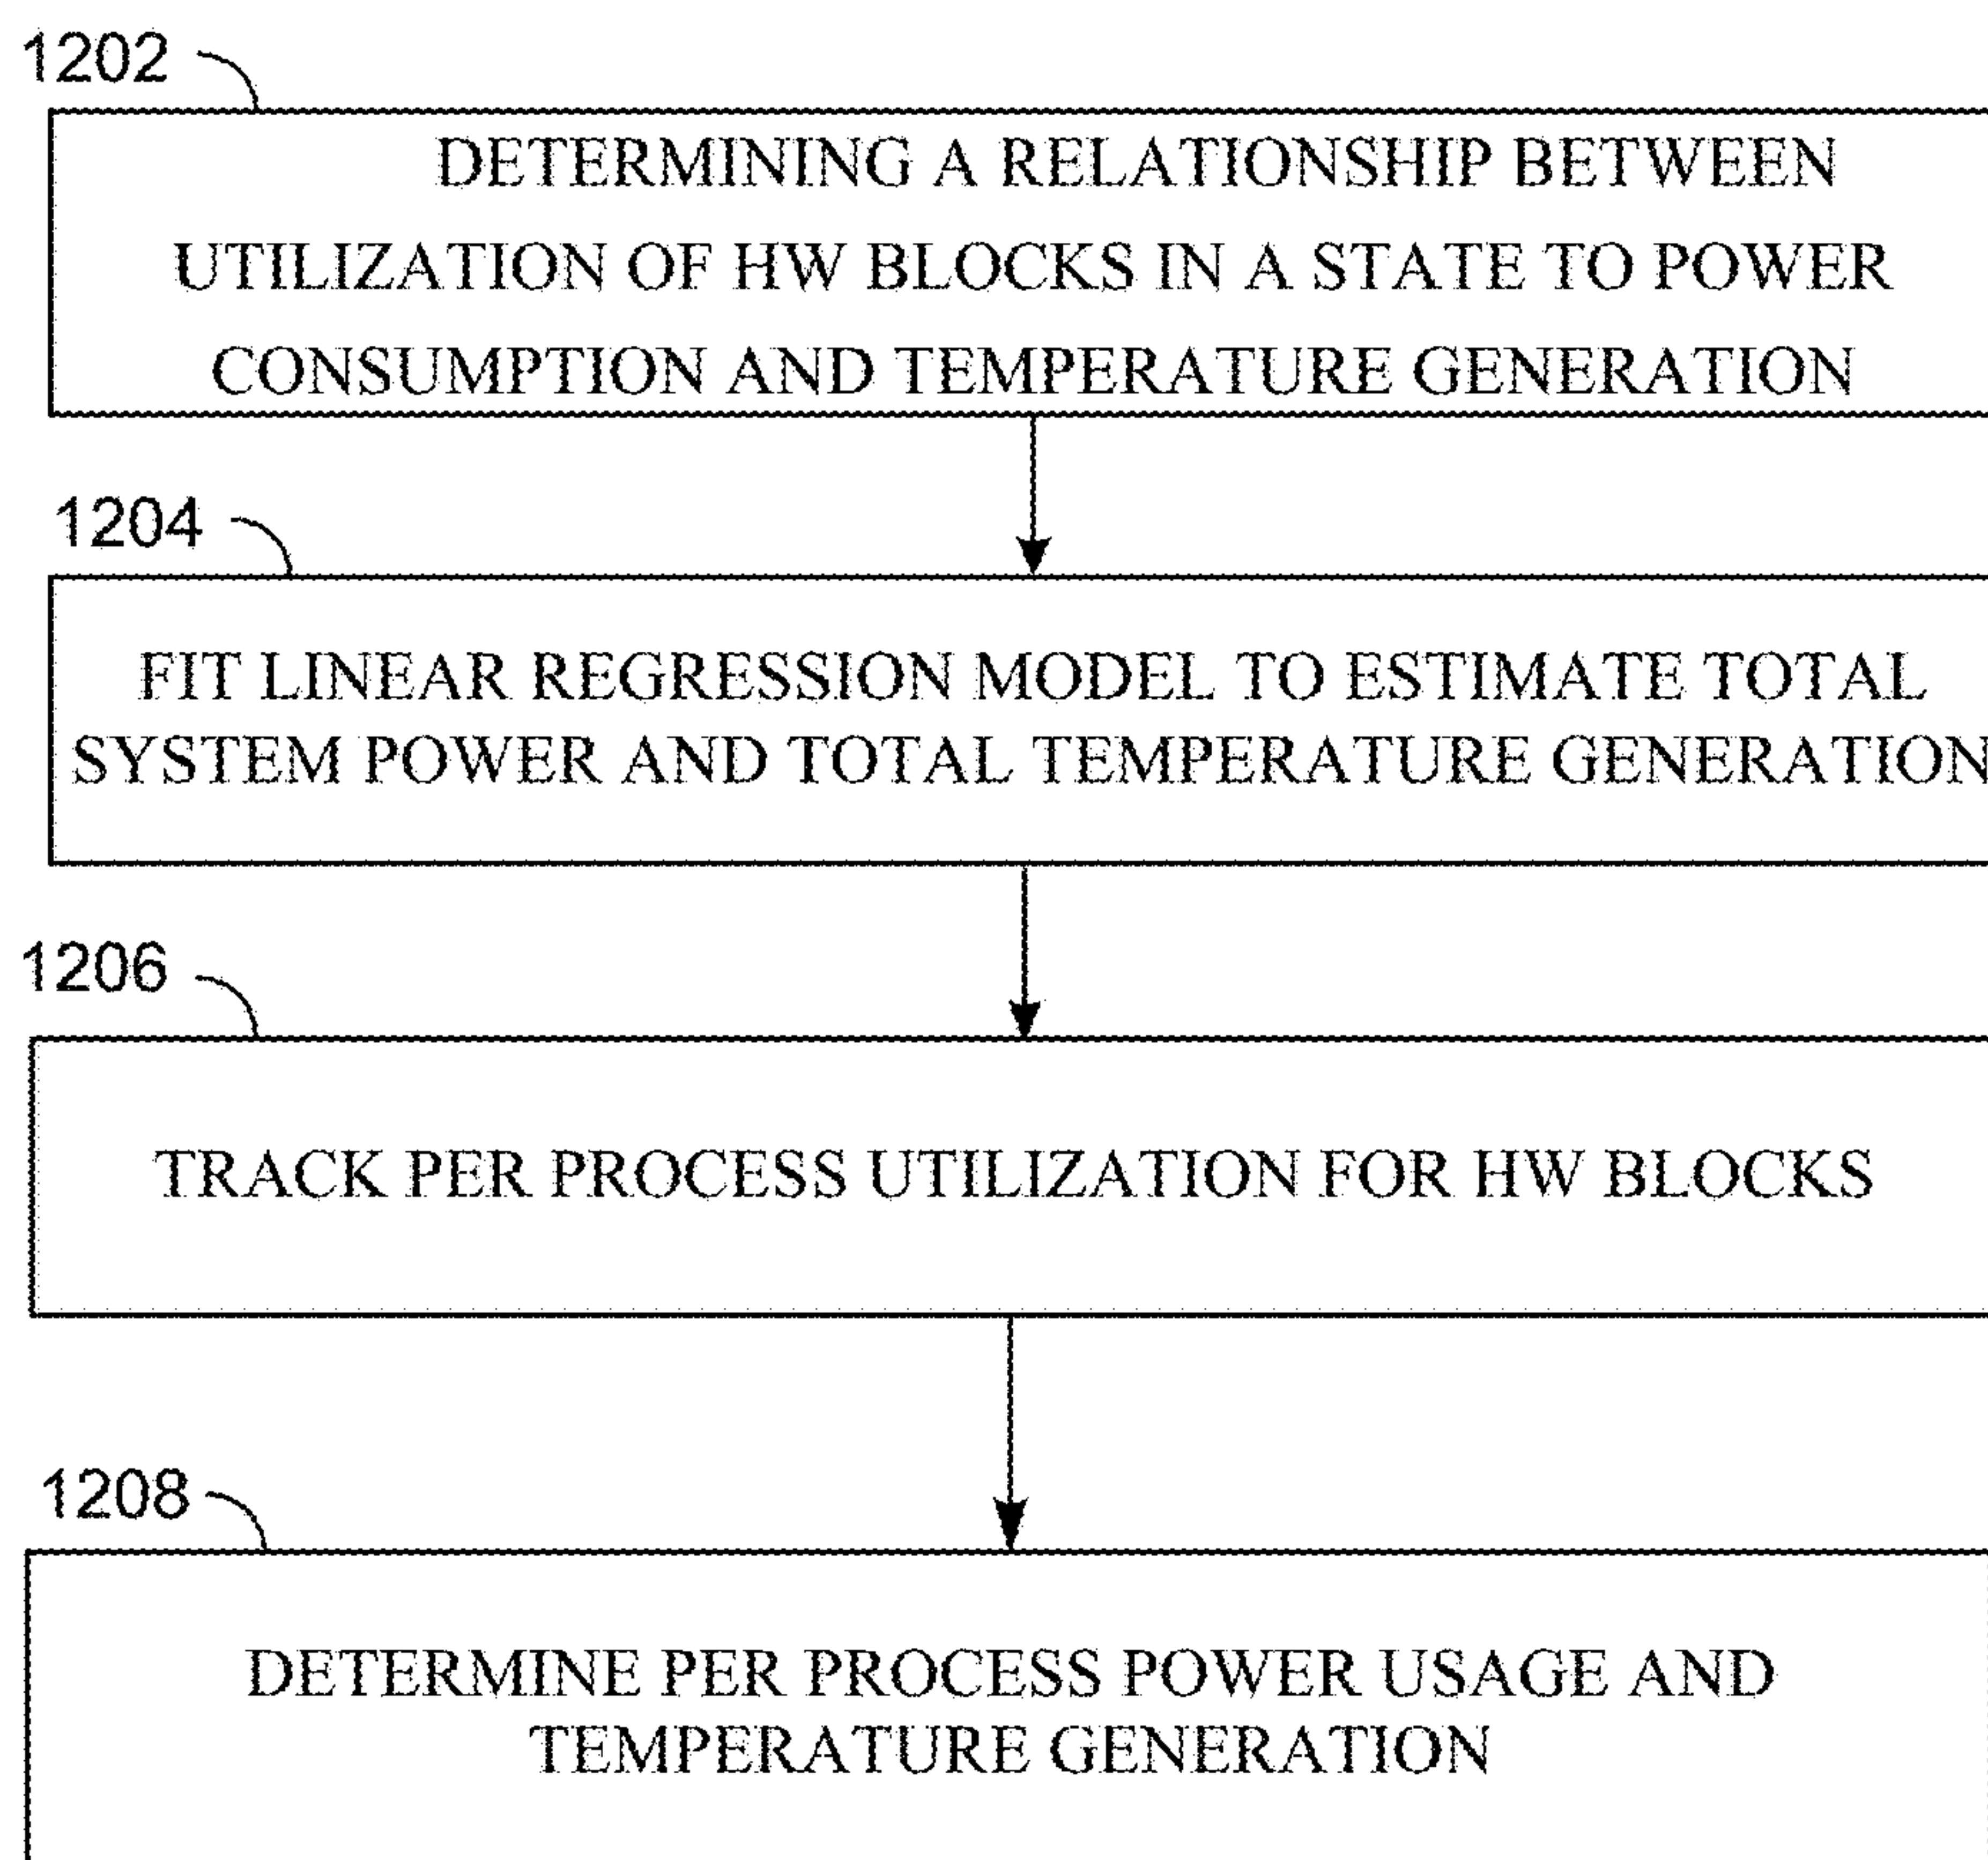 1202
DETERMINING A RELATIONSHIP BETWEEN
UTILIZATION OF HW BLOCKS IN A STATE TO POWER
CONSUMPTION AND TEMPERATURE GENERATION
1204
FIT LINEAR REGRESSION MODEL TO ESTIMATE TOTAL
SYSTEM POWER AND TOTAL TEMPERATURE GENERATION
1206
TRACK PER PROCESS UTILIZATION FOR HW BLOCKS
1208
DETERMINE PER PROCESS POWER USAGE AND
TEMPERATURE GENERATION